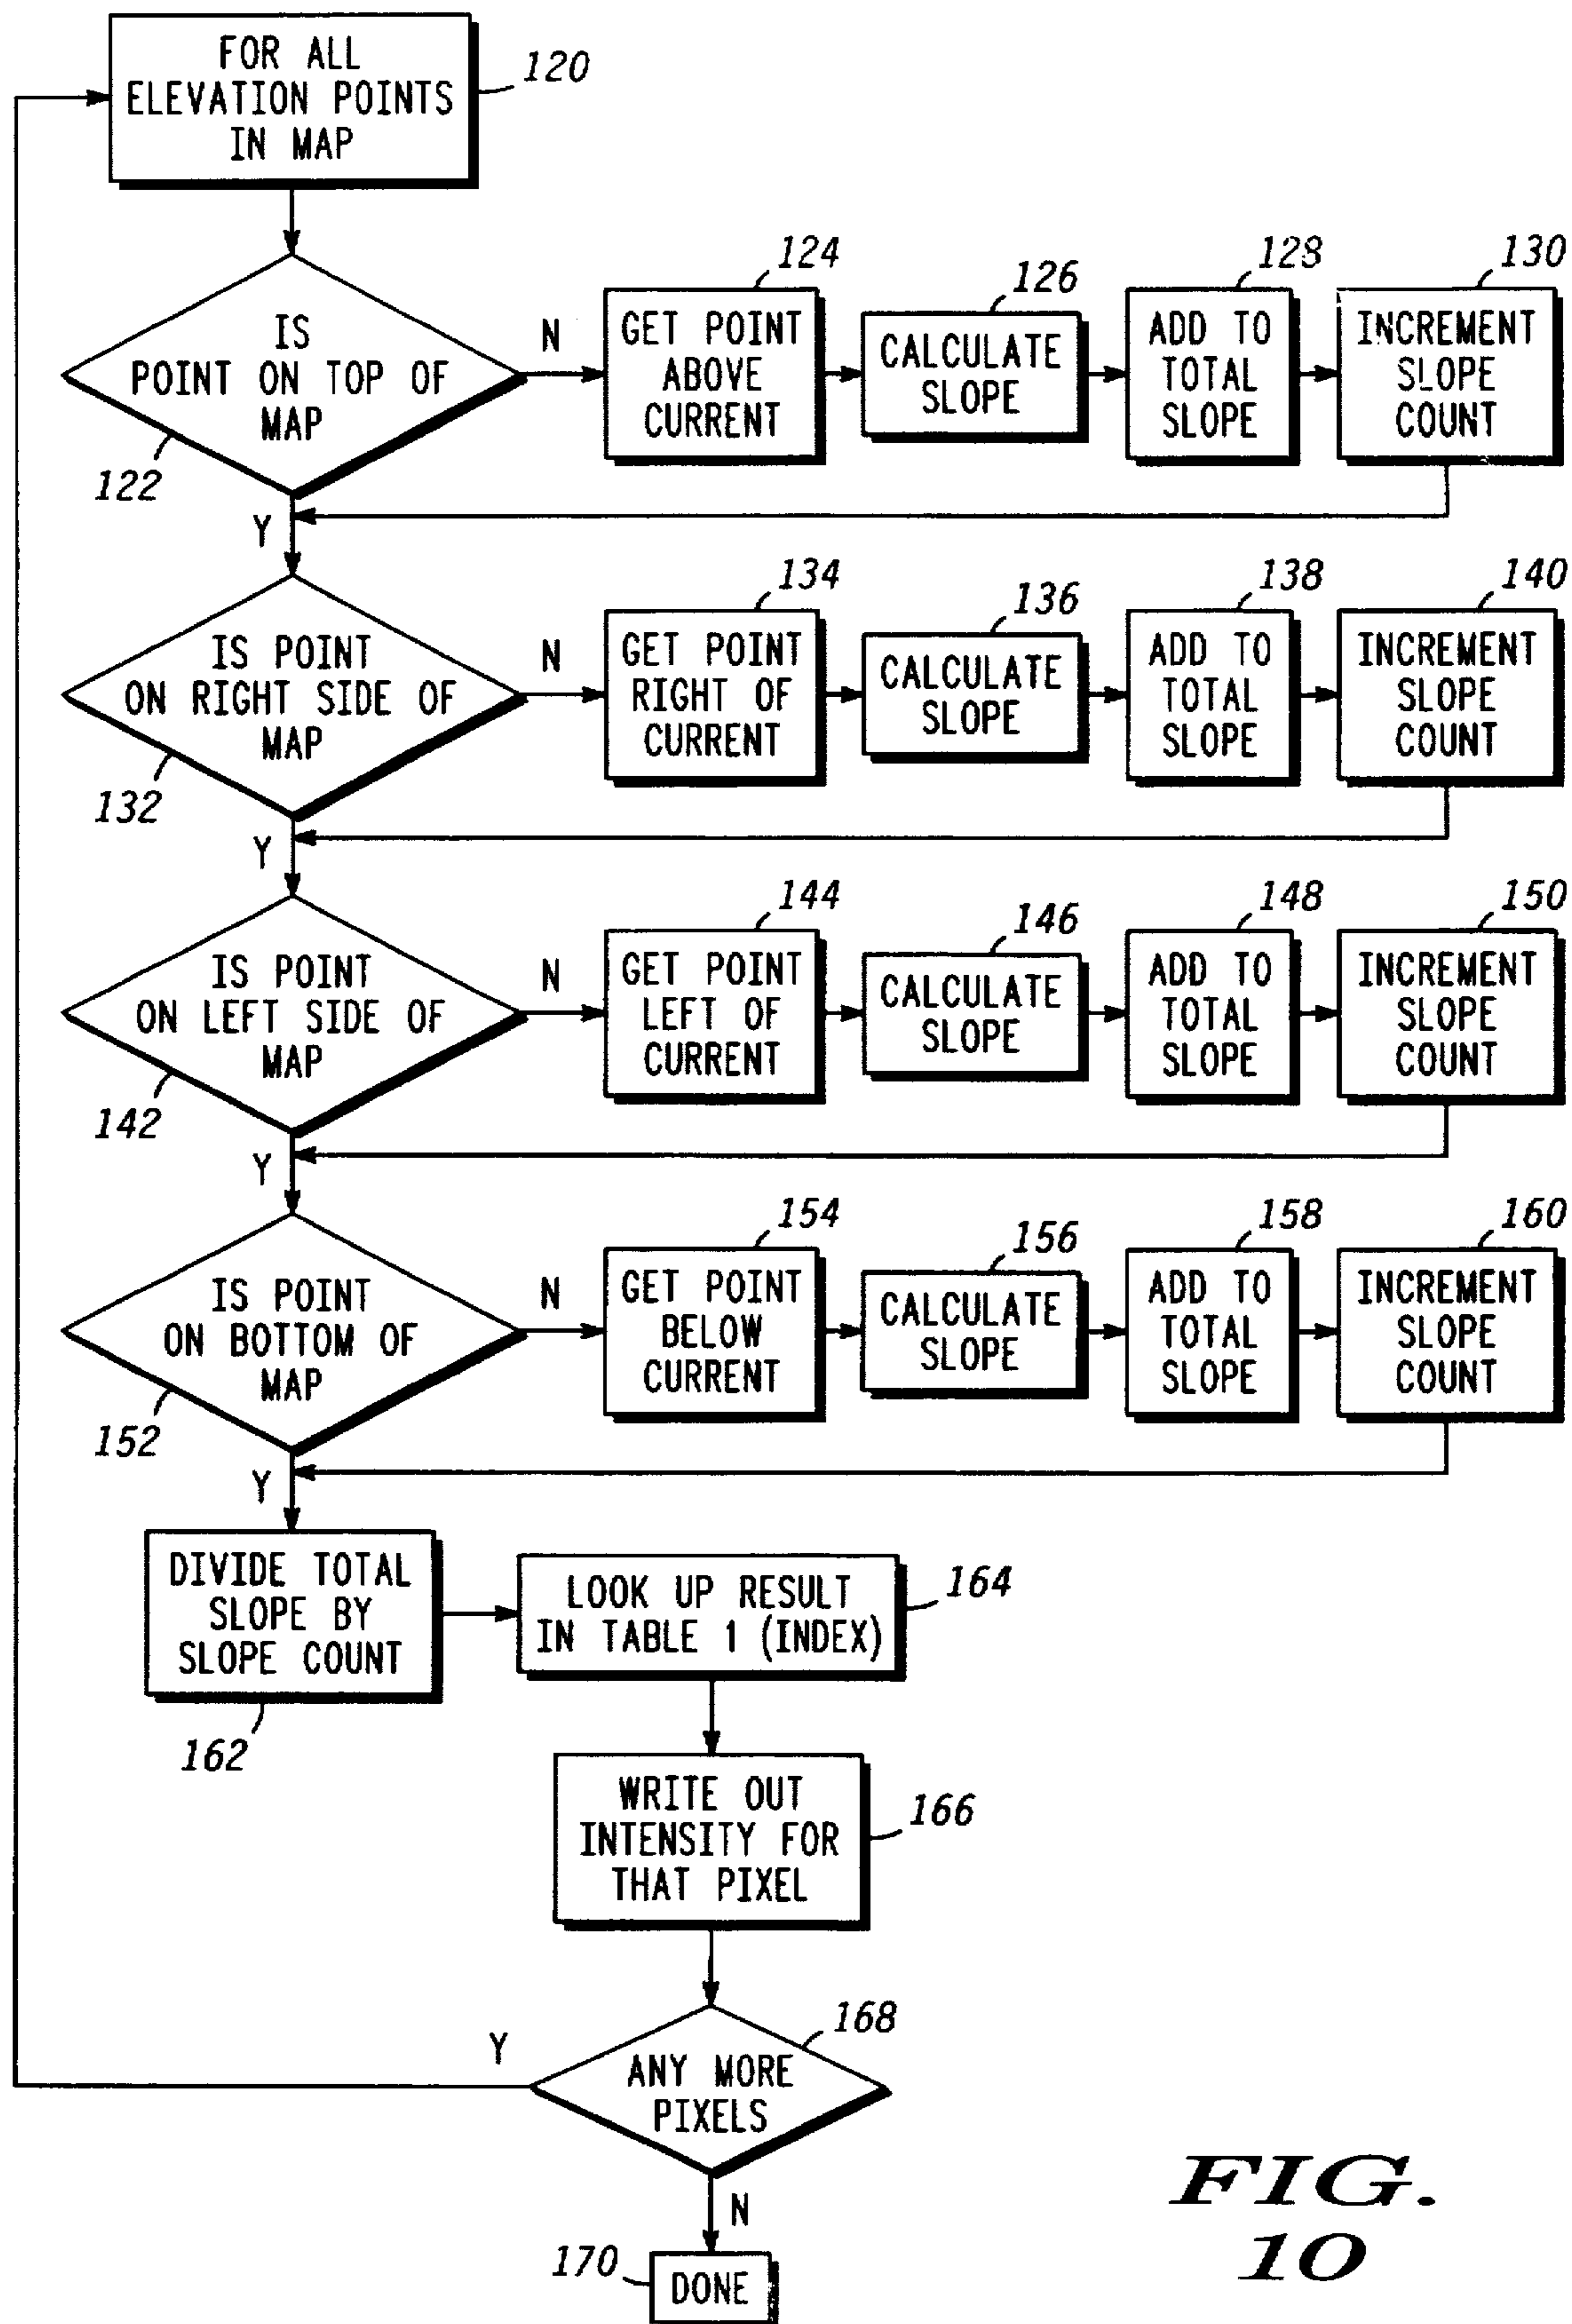 FOR ALL
ELEVATION POINTS
IN MAP
120
IS
POINT ON TOP OF
MAP
122
N
Y
GET POINT
ABOVE
CURRENT
124
CALCULATE
SLOPE
126
ADD TO
TOTAL
SLOPE
128
INCREMENT
SLOPE
COUNT
130
IS POINT
ON RIGHT SIDE OF
MAP
132
N
Y
GET POINT
RIGHT OF
CURRENT
134
CALCULATE
SLOPE
136
ADD TO
TOTAL
SLOPE
138
INCREMENT
SLOPE
COUNT
140
IS POINT
ON LEFT SIDE OF
MAP
142
N
Y
GET POINT
LEFT OF
CURRENT
144
CALCULATE
SLOPE
146
ADD TO
TOTAL
SLOPE
148
INCREMENT
SLOPE
COUNT
150
IS POINT
ON BOTTOM OF
MAP
152
N
Y
GET POINT
BELOW
CURRENT
154
CALCULATE
SLOPE
156
ADD TO
TOTAL
SLOPE
158
INCREMENT
SLOPE
COUNT
160
DIVIDE TOTAL
SLOPE BY
SLOPE COUNT
162
LOOK UP RESULT
IN TABLE 1 (INDEX)
164
WRITE OUT
INTENSITY FOR
THAT PIXEL
166
ANY MORE
PIXELS
168
Y
N
DONE
170
FIG.
10